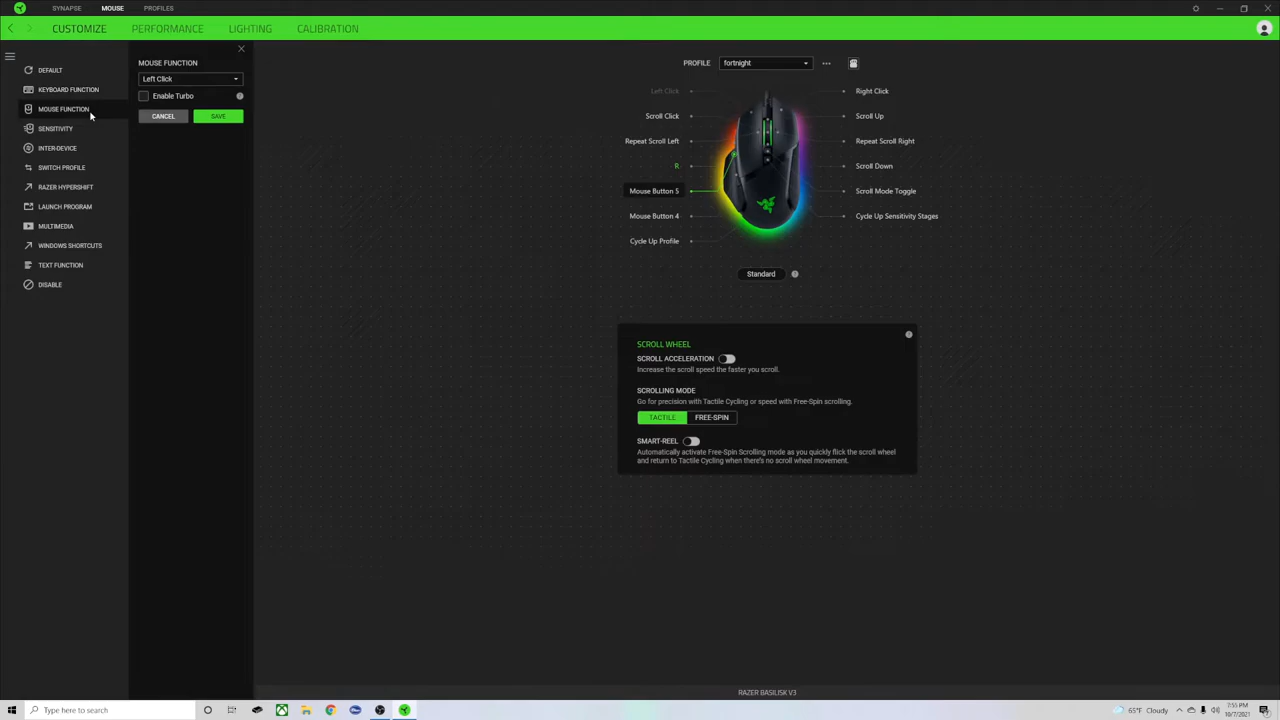 SYNAPSE MOUSE PROFILES
CUSTOMIZE PERFORMANCE LIGHTING CALIBRATION
DEFAULT
KEYBOARD FUNCTION
MOUSE FUNCTION
SENSITIVITY
INTER-DEVICE
SWITCH PROFILE
RAZER HYPERSHIFT
LAUNCH PROGRAM
MULTIMEDIA
WINDOWS SHORTCUTS
TEXT FUNCTION
DISABLE
MOUSE FUNCTION
Left Click
Enable Turbo
CANCEL SAVE
PROFILE fortnight
Left Click
Scroll Click
Repeat Scroll Left
R
Mouse Button 5
Mouse Button 4
Cycle Up Profile
Right Click
Scroll Up
Repeat Scroll Right
Scroll Down
Scroll Mode Toggle
Cycle Up Sensitivity Stages
Standard
SCROLL WHEEL
SCROLL ACCELERATION
Increase the scroll speed the faster you scroll.
SCROLLING MODE
Go for precision with Tactile Cycling or speed with Free-Spin scrolling.
TACTILE FREE-SPIN
SMART-REEL
Automatically activate Free-Spin Scrolling mode as you quickly flick the scroll wheel
and return to Tactile Cycling when there's no scroll wheel movement.
RAZER BASILISK V3
Type here to search
65°F Cloudy
7:55 PM
10/7/2021